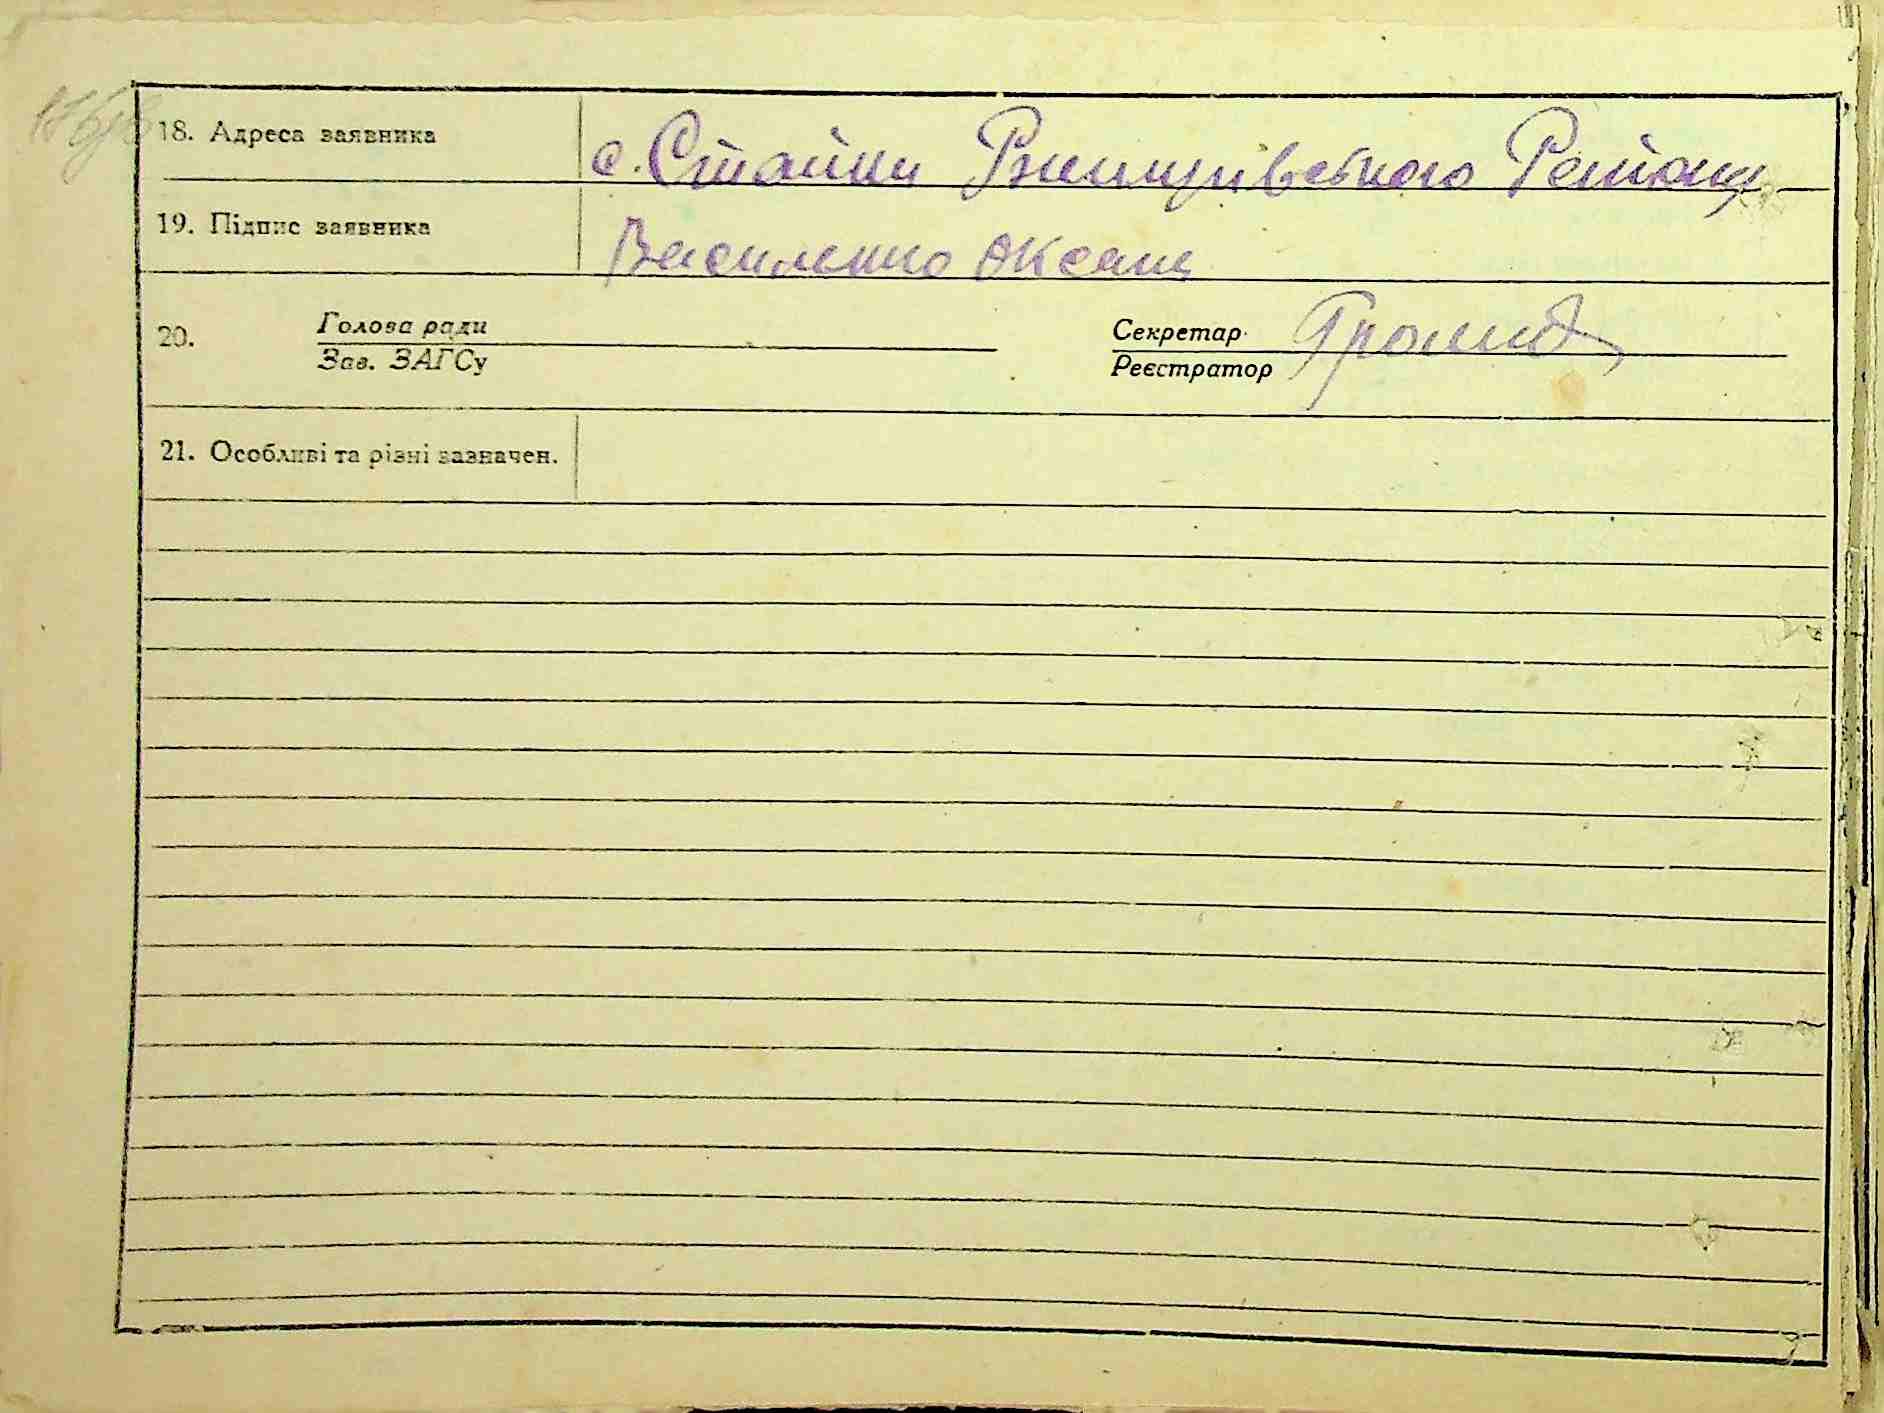 18. Адреса заявника с. Стайки Ржищівського Району
19. Підпис заявника Василенко Оксана
20. Голова ради Секретар
Зав. ЗАГСу Реєстратор
21. Особливі та різні зазначен.